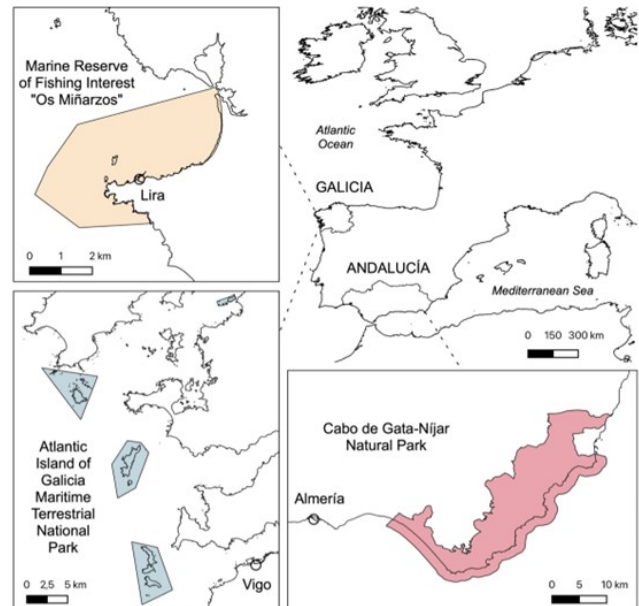 Marine Reserve
of Fishing Interest
"Os Miñarzos"
Lira
0 1 2 km
Atlantic
Ocean
GALICIA
ANDALUCÍA
Mediterranean Sea
0 150 300 km
Atlantic
Island of
Galicia
Maritime
Terrestrial
National
Park
Vigo
0 2,5 5 km
Cabo de Gata-Níjar
Natural Park
Almería
0 5 10 km